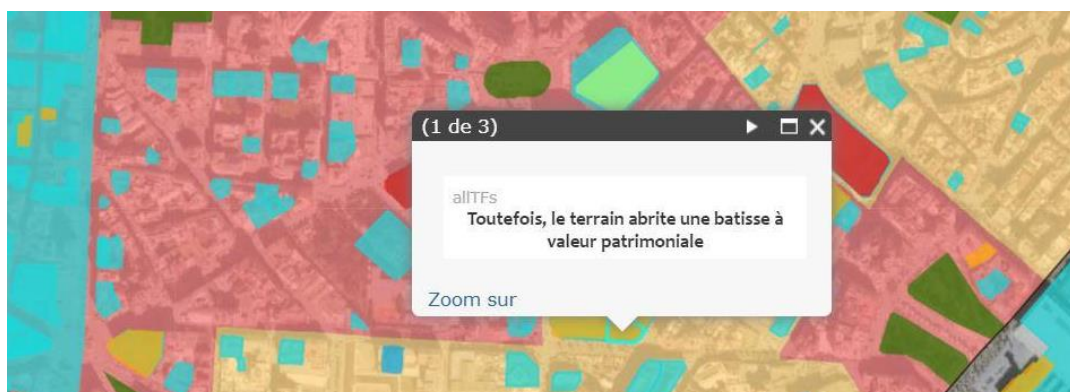 (1 de 3)
allTFs
Toutefois, le terrain abrite une batisse à
valeur patrimoniale
Zoom sur